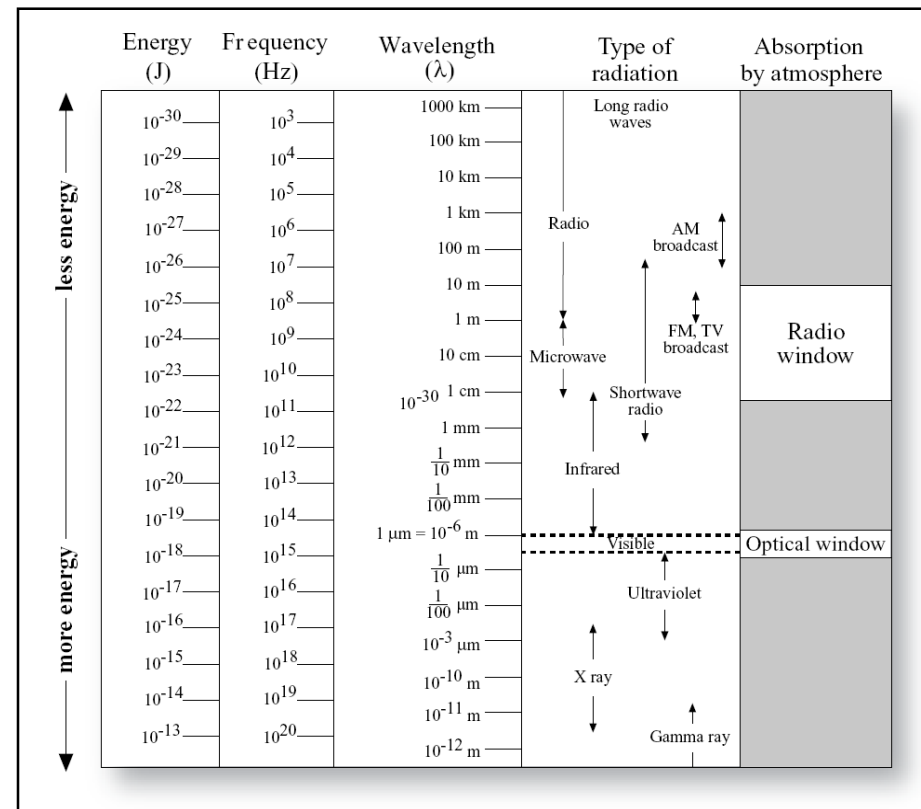 Energy
(J)
Frequency
(Hz)
Wavelength
(λ)
Type of
radiation
Absorption
by atmosphere
less energy
more energy
10-30
10-29
10-28
10-27
10-26
10-25
10-24
10-23
10-22
10-21
10-20
10-19
10-18
10-17
10-16
10-15
10-14
10-13
103
104
105
106
107
108
109
1010
1011
1012
1013
1014
1015
1016
1017
1018
1019
1020
1000 km
100 km
10 km
1 km
100 m
10 m
1 m
10 cm
10-30 1 cm
1 mm
1/10 mm
1/100 mm
1 μm = 10-6 m
1/10 μm
1/100 μm
10-3 μm
10-10 m
10-11 m
10-12 m
Long radio
waves
Radio
AM
broadcast
FM, TV
broadcast
Microwave
Shortwave
radio
Infrared
Visible
Ultraviolet
X ray
Gamma ray
Radio
window
Optical window